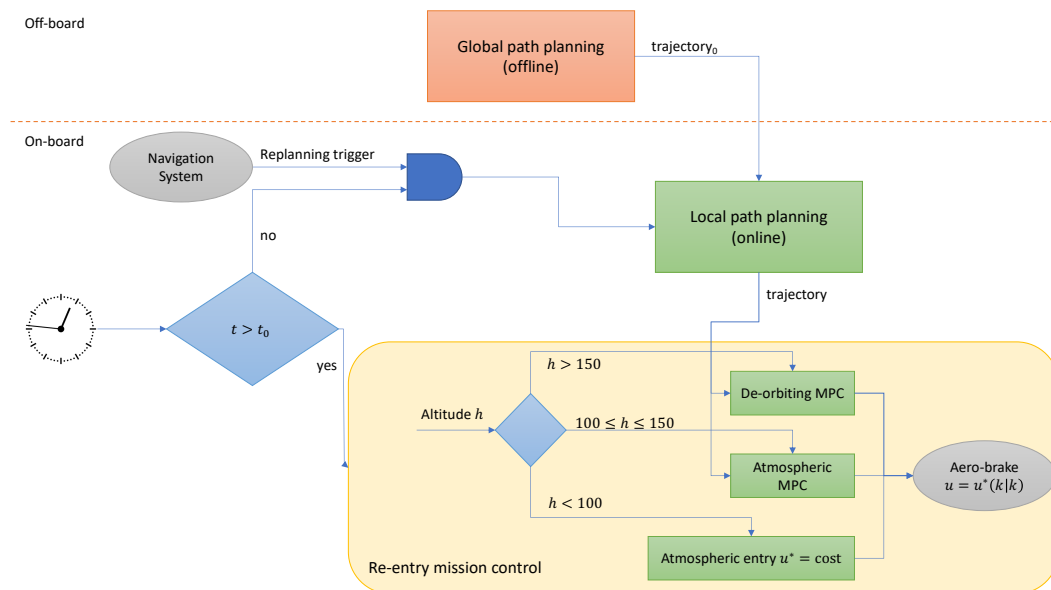 Off-board
Global path planning
(offline)
trajectory₀
On-board
Navigation
System
Replanning trigger
Local path planning
(online)
no
trajectory
t > t₀
yes
h > 150
De-orbiting MPC
Altitude h
100 ≤ h ≤ 150
Atmospheric
MPC
Aero-brake
u = u*(k|k)
h < 100
Atmospheric entry u* = cost
Re-entry mission control